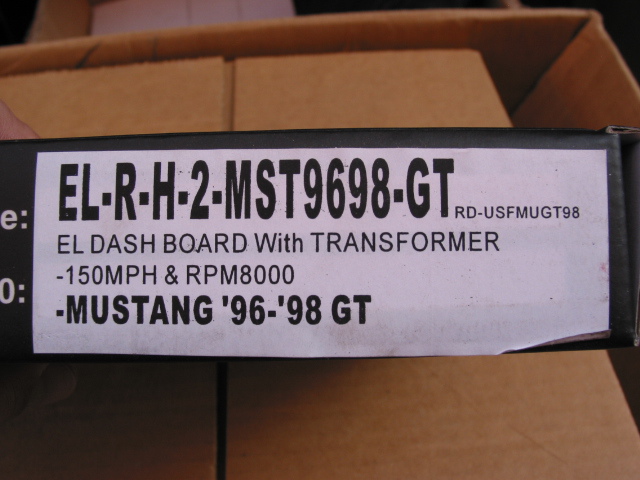 EL-R-H-2-MST9698-GT RD-USFMUGT98
e:
EL DASH BOARD With TRANSFORMER
-150MPH & RPM8000
0:
-MUSTANG '96-'98 GT